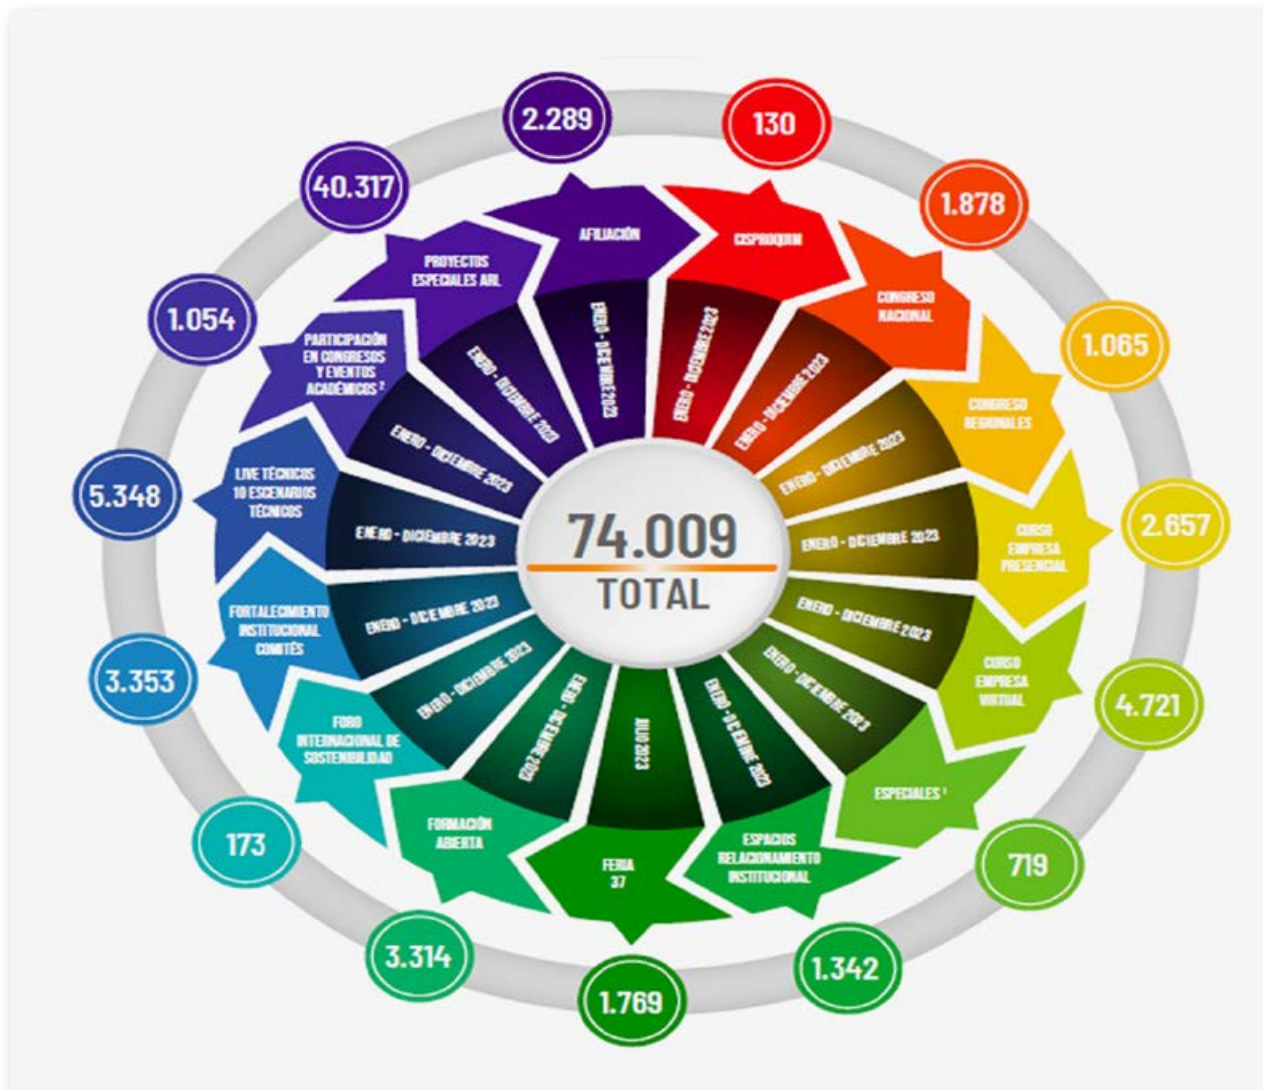 2.289
AFILIACIÓN
ENERO - DICIEMBRE 2023
130
CISPROQUIM
ENERO - DICIEMBRE 2023
1.878
CONGRESO
NACIONAL
ENERO - DICIEMBRE 2023
1.065
CONGRESO
REGIONALES
ENERO - DICIEMBRE 2023
2.657
CURSO
EMPRESA
PRESENCIAL
ENERO - DICIEMBRE 2023
4.721
CURSO
EMPRESA
VIRTUAL
ENERO - DICIEMBRE 2023
719
ESPECIALES ¹
ENERO - DICIEMBRE 2023
1.342
ESPACIOS
RELACIONAMIENTO
INSTITUCIONAL
ENERO - DICIEMBRE 2023
1.769
FERIA
37
JULIO 2023
3.314
FORMACIÓN
ABIERTA
ENERO - DICIEMBRE 2023
173
FORO
INTERNACIONAL DE
SOSTENIBILIDAD
ENERO - DICIEMBRE 2023
3.353
FORTALECIMIENTO
INSTITUCIONAL
COMITÉS
ENERO - DICIEMBRE 2023
5.348
LIVE TÉCNICOS
10 ESCENARIOS
TÉCNICOS
ENERO - DICIEMBRE 2023
1.054
PARTICIPACIÓN
EN CONGRESOS
Y EVENTOS
ACADÉMICOS ²
ENERO - DICIEMBRE 2023
40.317
PROYECTOS
ESPECIALES ARL
ENERO - DICIEMBRE 2023
74.009
TOTAL